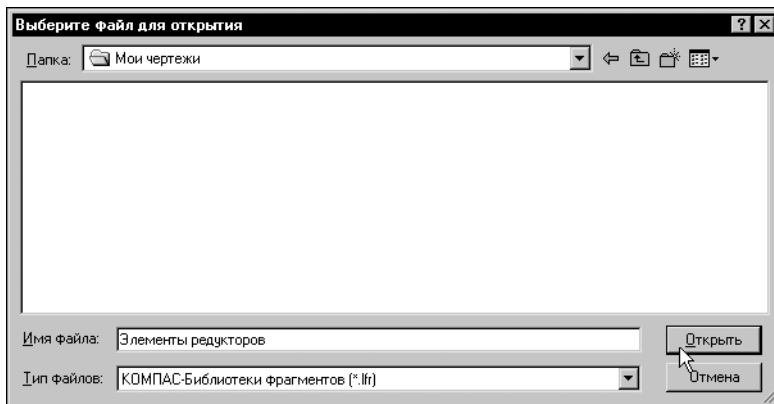 Выберите файл для открытия
Папка: Мои чертежи
Имя файла: Элементы редукторов Открыть
Тип файлов: КОМПАС-Библиотеки фрагментов (*.lfr) Отмена